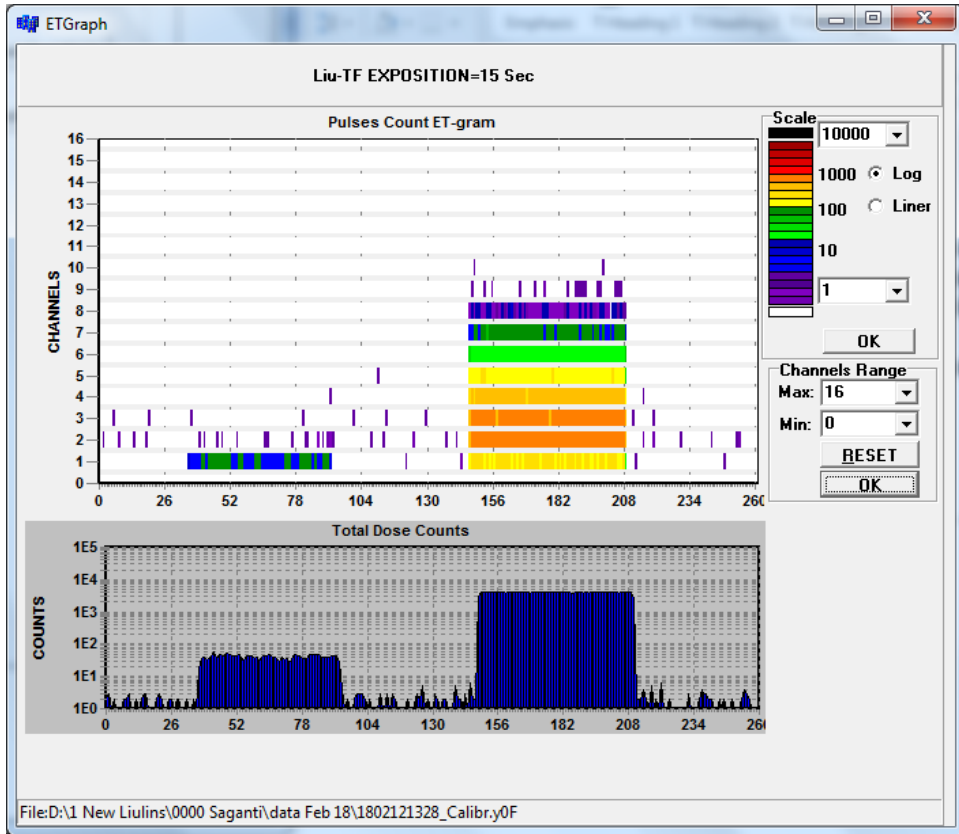 ETGraph
Liu-TF EXPOSITION=15 Sec
Pulses Count ET-gram
CHANNELS
16
15
14
13
12
11
10
9
8
7
6
5
4
3
2
1
0
0 26 52 78 104 130 156 182 208 234 260
Scale
10000
1000 Log
100 Liner
10
1
OK
Channels Range
Max: 16
Min: 0
RESET
OK
Total Dose Counts
COUNTS
1E5
1E4
1E3
1E2
1E1
1E0
0 26 52 78 104 130 156 182 208 234 26
File:D:\1 New Liulins\0000 Saganti\data Feb 18\1802121328_Calibr.y0F